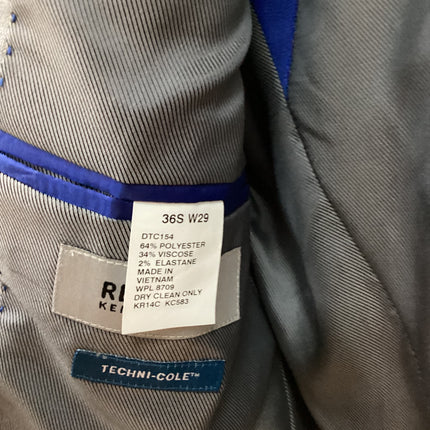 36S W29
DTC154
64% POLYESTER
34% VISCOSE
2% ELASTANE
MADE IN
VIETNAM
WPL 8709
DRY CLEAN ONLY
KR14C KC583
TECHNI-COLE™